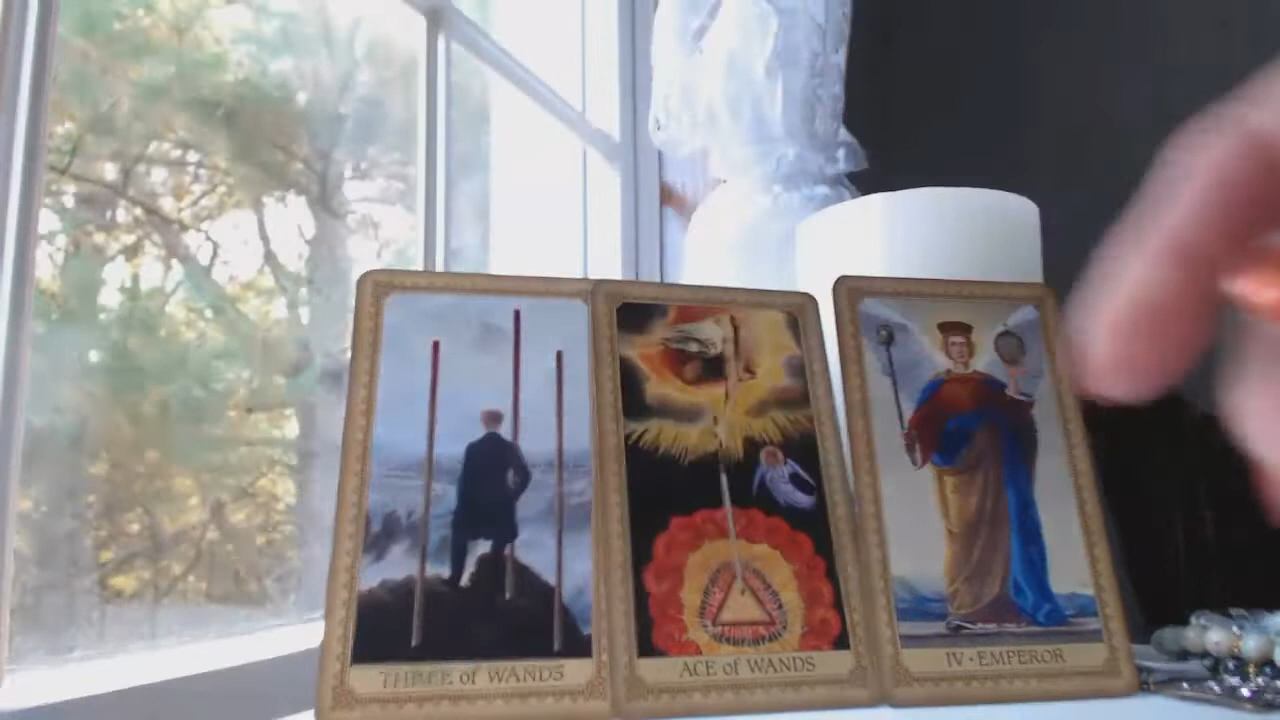 THREE of WANDS
ACE of WANDS
IV • EMPEROR